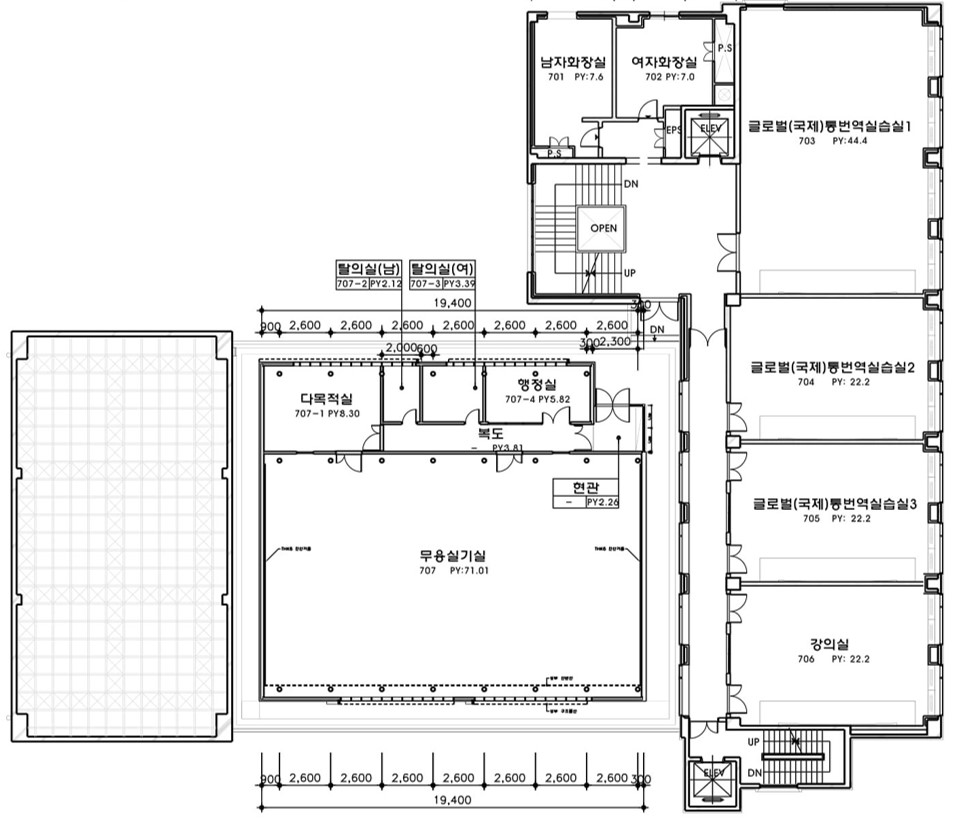 남자화장실
701 PY:7.6
여자화장실
702 PY:7.0
P.S
EPS
ELEV
P.S
글로벌(국제)통번역실습실1
703 PY:44.4
DN
OPEN
UP
탈의실(남)
707-2 PY2.12
탈의실(여)
707-3 PY3.39
19,400
300
DN
900 2,600 2,600 2,600 2,600 2,600 2,600 2,600
2,000 600
300 2,300
다목적실
707-1 PY8.30
행정실
707-4 PY5.82
복도
- PY3.81
현관
- PY2.26
글로벌(국제)통번역실습실2
704 PY: 22.2
글로벌(국제)통번역실습실3
705 PY: 22.2
무용실기실
707 PY:71.01
강의실
706 PY: 22.2
UP
DN
ELEV
900 2,600 2,600 2,600 2,600 2,600 2,600 2,600 300
19,400